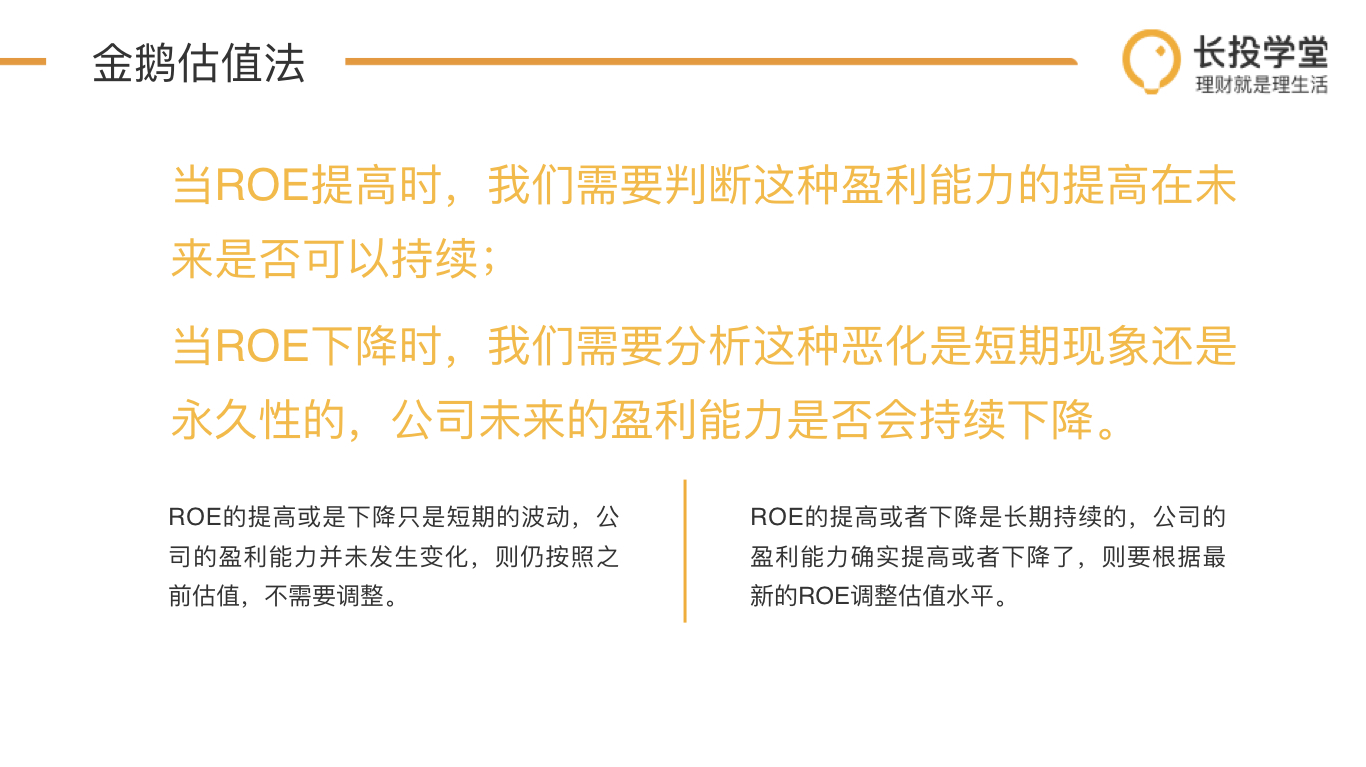 金鹅估值法
长投学堂
理财就是理生活
当ROE提高时，我们需要判断这种盈利能力的提高在未
来是否可以持续；
当ROE下降时，我们需要分析这种恶化是短期现象还是
永久性的，公司未来的盈利能力是否会持续下降。
ROE的提高或是下降只是短期的波动，公
司的盈利能力并未发生变化，则仍按照之
前估值，不需要调整。
ROE的提高或者下降是长期持续的，公司的
盈利能力确实提高或者下降了，则要根据最
新的ROE调整估值水平。